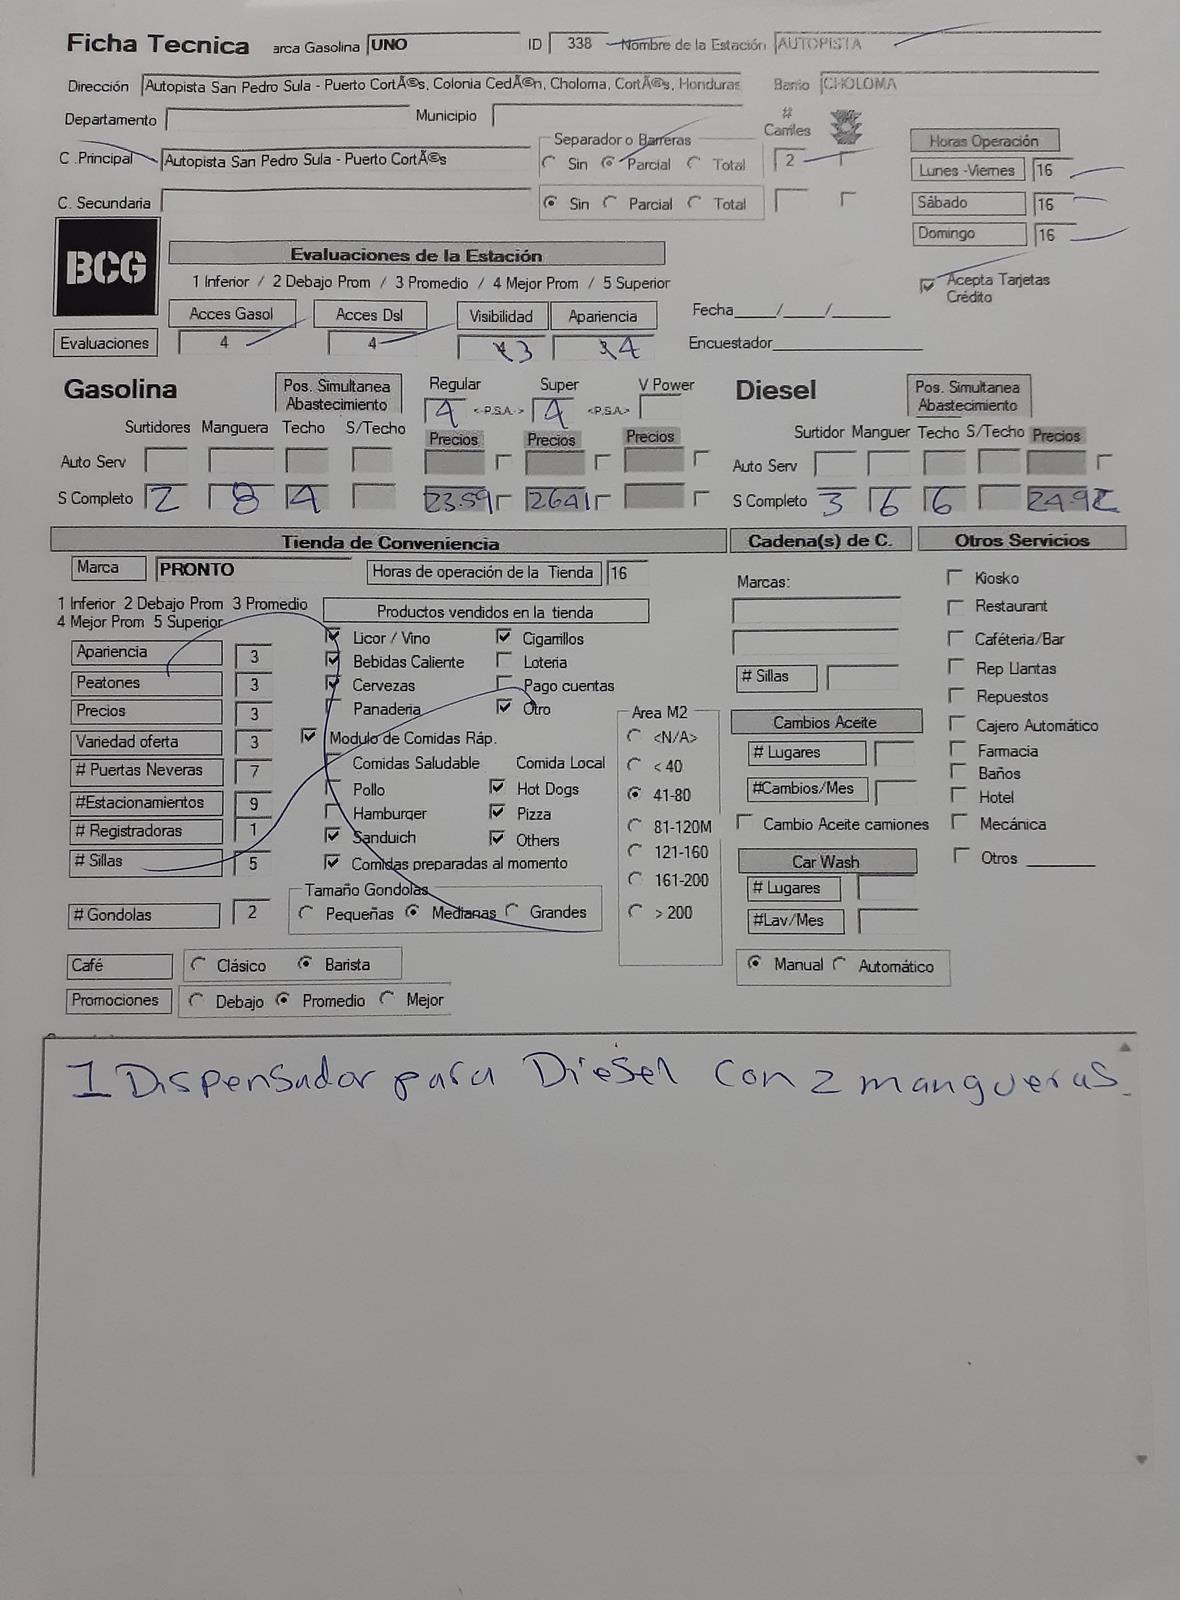 Ficha Tecnica arca Gasolina UNO ID 338 Nombre de la Estación AUTOPISTA
Dirección Autopista San Pedro Sula - Puerto CortÃ©s, Colonia CedÃ©n, Choloma, CortÃ©s, Honduras Barrio CHOLOMA
Departamento Municipio # Carriles
Separador o Barreras Horas Operación
C .Principal Autopista San Pedro Sula - Puerto CortÃ©s Sin Parcial Total 2 Lunes -Viernes 16
C. Secundaria Sin Parcial Total Sábado 16
Domingo 16
BCG
Evaluaciones de la Estación
1 Inferior / 2 Debajo Prom / 3 Promedio / 4 Mejor Prom / 5 Superior Acepta Tarjetas Crédito
Acces Gasol Acces Dsl Visibilidad Apariencia Fecha____/____/____
Evaluaciones 4 4 3 4 Encuestador
Gasolina Pos. Simultanea Abastecimiento Regular Super V Power Diesel Pos. Simultanea Abastecimiento
4 <-P.S.A.-> 4 <P.S.A.>
Surtidores Manguera Techo S/Techo Precios Precios Precios Surtidor Manguer Techo S/Techo Precios
Auto Serv Auto Serv
S Completo 2 8 4 23.59 2641 S Completo 3 6 6 24.92
Tienda de Conveniencia Cadena(s) de C. Otros Servicios
Marca PRONTO Horas de operación de la Tienda 16 Marcas: Kiosko
1 Inferior 2 Debajo Prom 3 Promedio Productos vendidos en la tienda Restaurant
4 Mejor Prom 5 Superior
Licor / Vino Cigarrillos Caféteria/Bar
Apariencia 3 Bebidas Caliente Loteria Rep Llantas
Peatones 3 Cervezas Pago cuentas # Sillas Repuestos
Precios 3 Panaderia Otro Area M2 Cambios Aceite Cajero Automático
Variedad oferta 3 Modulo de Comidas Ráp. <N/A> # Lugares Farmacia
# Puertas Neveras 7 Comidas Saludable Comida Local < 40 Baños
Pollo Hot Dogs 41-80 #Cambios/Mes Hotel
#Estacionamientos 9 Hamburger Pizza 81-120M Cambio Aceite camiones Mecánica
# Registradoras 1 Sanduich Others 121-160
# Sillas 5 Comidas preparadas al momento 161-200 Car Wash Otros
Tamaño Gondolas # Lugares
# Gondolas 2 Pequeñas Medianas Grandes > 200 #Lav/Mes
Café Clásico Barista Manual Automático
Promociones Debajo Promedio Mejor
1 Dispensador para Diesel con 2 mangueras.